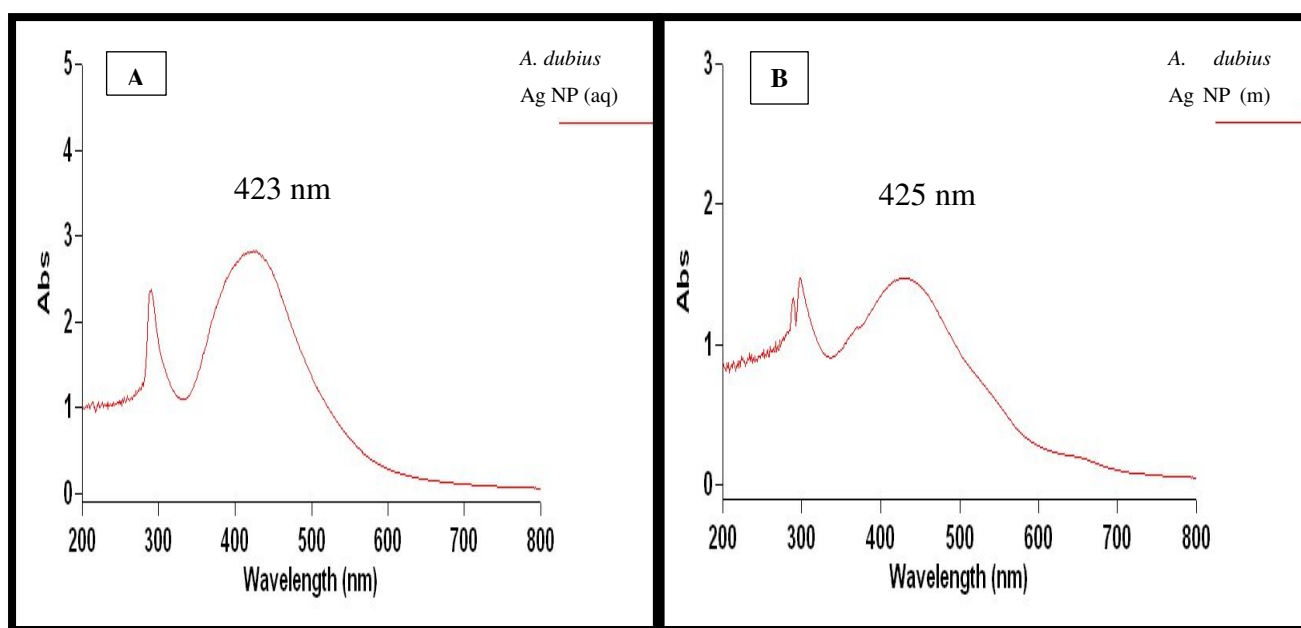 A
A. dubius
Ag NP (aq)
423 nm
Abs
5
4
3
2
1
0
200 300 400 500 600 700 800
Wavelength (nm)
B
A. dubius
Ag NP (m)
425 nm
Abs
3
2
1
0
200 300 400 500 600 700 800
Wavelength (nm)